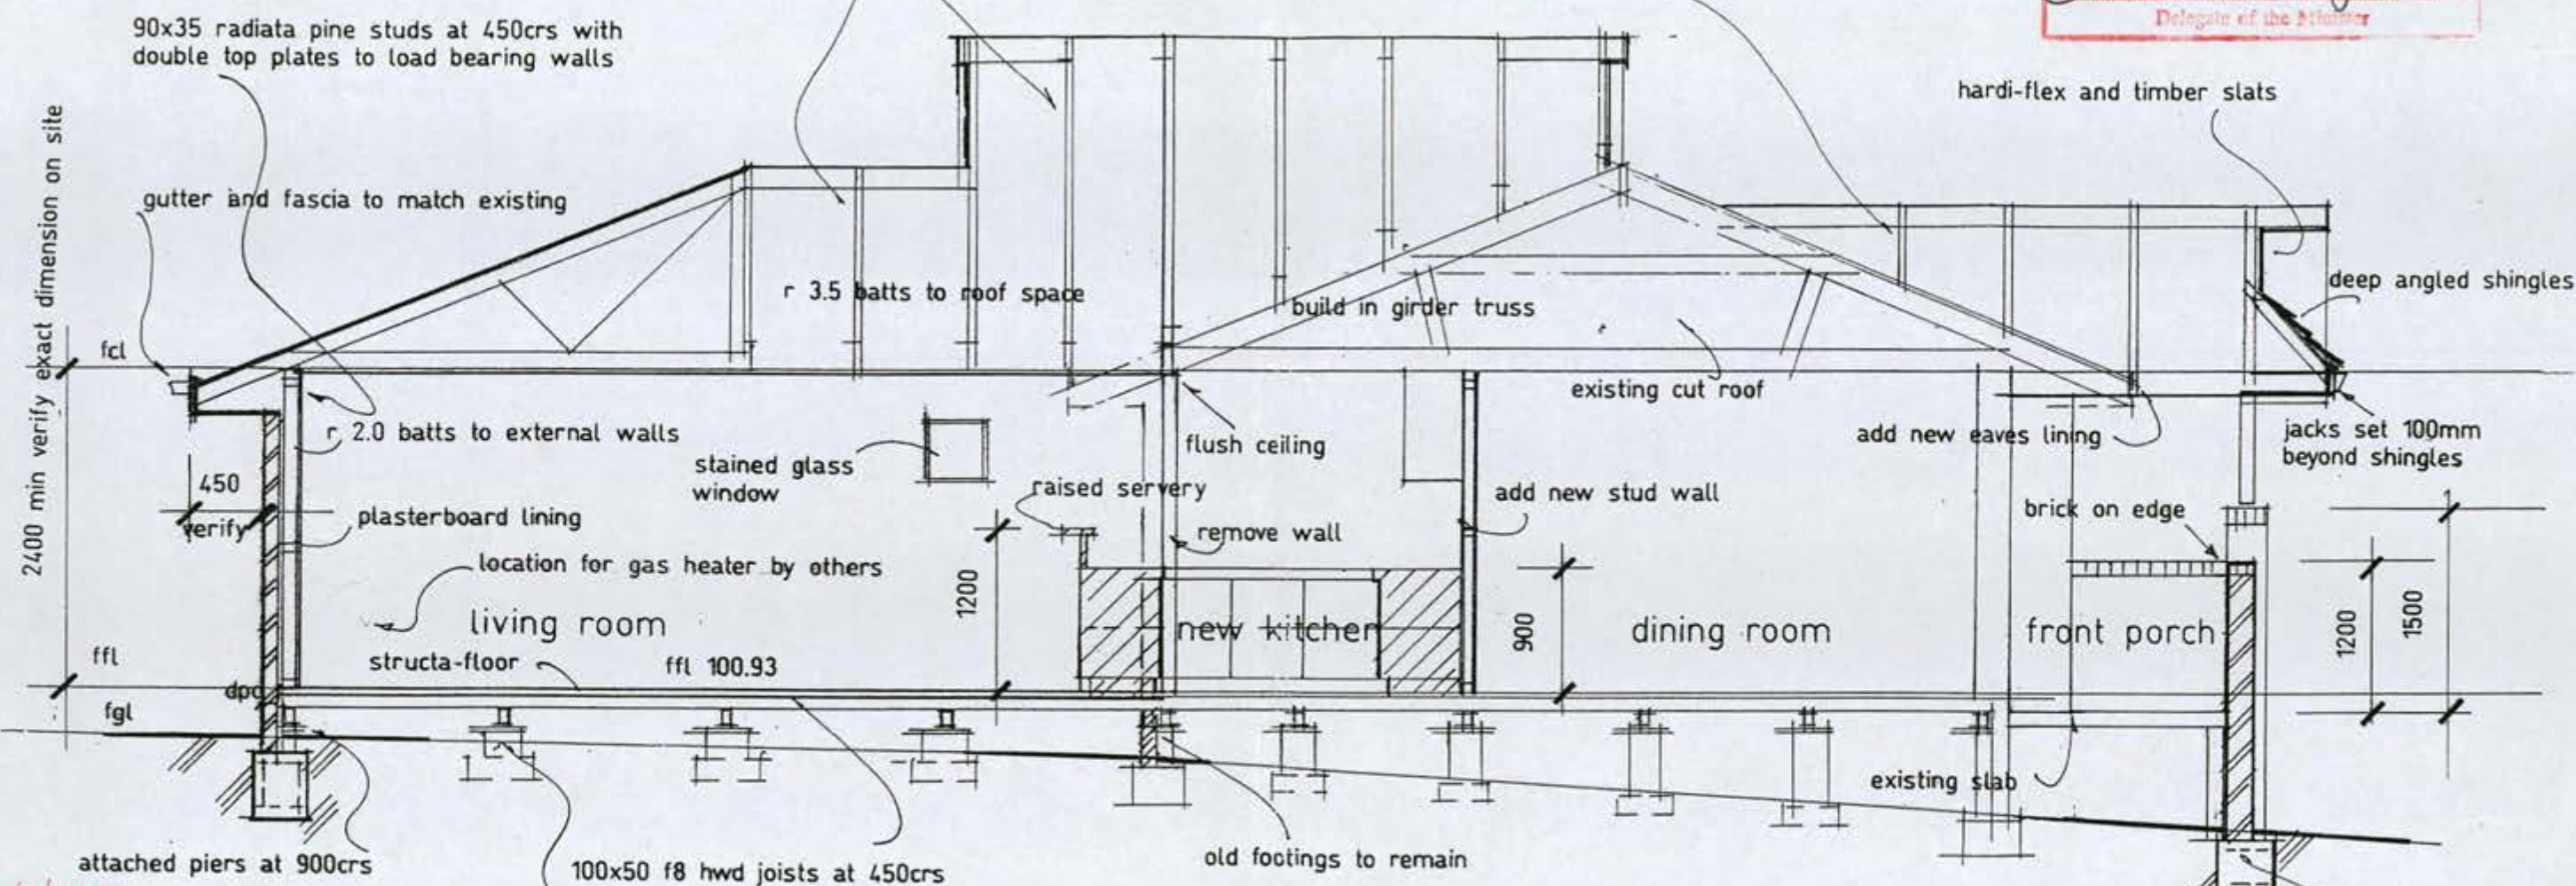 90x35 radiata pine studs at 450crs with
double top plates to load bearing walls
Delegate of the Minister
hardi-flex and timber slats
gutter and fascia to match existing
2400 min verify exact dimension on site
deep angled shingles
r 3.5 batts to roof space
build in girder truss
fcl
existing cut roof
r 2.0 batts to external walls
stained glass
window
flush ceiling
add new eaves lining
jacks set 100mm
beyond shingles
450
verify
plasterboard lining
raised servery
remove wall
add new stud wall
brick on edge
location for gas heater by others
1200
900
1200
1500
living room
new kitchen
dining room
front porch
structa-floor
ffl 100.93
ffl
dpc
fgl
existing slab
attached piers at 900crs
100x50 f8 hwd joists at 450crs
old footings to remain